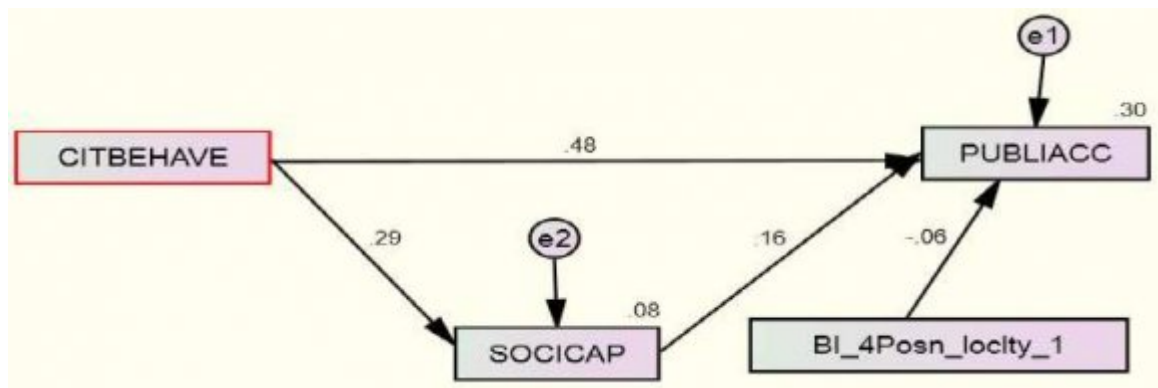 e1
.30
CITBEHAVE
.48
PUBLIACC
.29
e2
.16
-.06
.08
SOCICAP
BI_4Posn_loclty_1